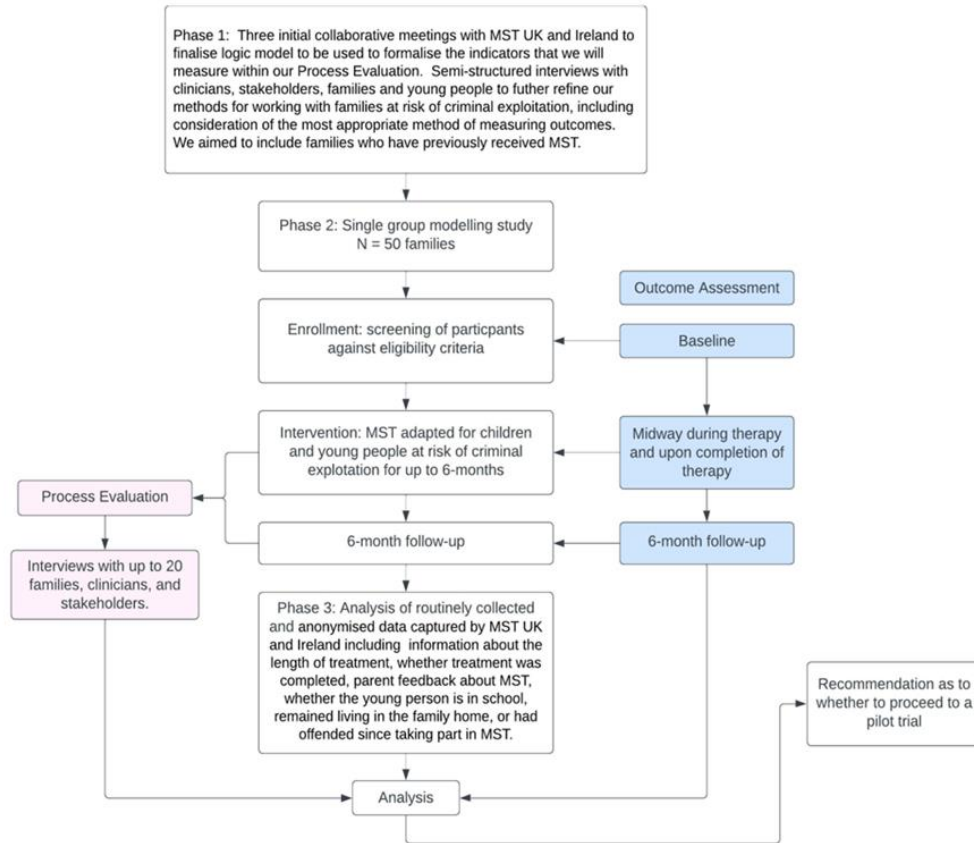 Phase 1:  Three initial collaborative meetings with MST UK and Ireland to
finalise logic model to be used to formalise the indicators that we will
measure within our Process Evaluation.  Semi-structured interviews with
clinicians, stakeholders, families and young people to futher refine our
methods for working with families at risk of criminal exploitation, including
consideration of the most appropriate method of measuring outcomes.
We aimed to include families who have previously received MST.
Phase 2: Single group modelling study
N = 50 families
Outcome Assessment
Enrollment: screening of particpants
against eligibility criteria
Baseline
Intervention: MST adapted for children
and young people at risk of criminal
explotation for up to 6-months
Midway during therapy
and upon completion of
therapy
Process Evaluation
6-month follow-up
6-month follow-up
Interviews with up to 20
families, clinicians, and
stakeholders.
Phase 3: Analysis of routinely collected
and anonymised data captured by MST UK
and Ireland including  information about the
length of treatment, whether treatment was
completed, parent feedback about MST,
whether the young person is in school,
remained living in the family home, or had
offended since taking part in MST.
Recommendation as to
whether to proceed to a
pilot trial
Analysis